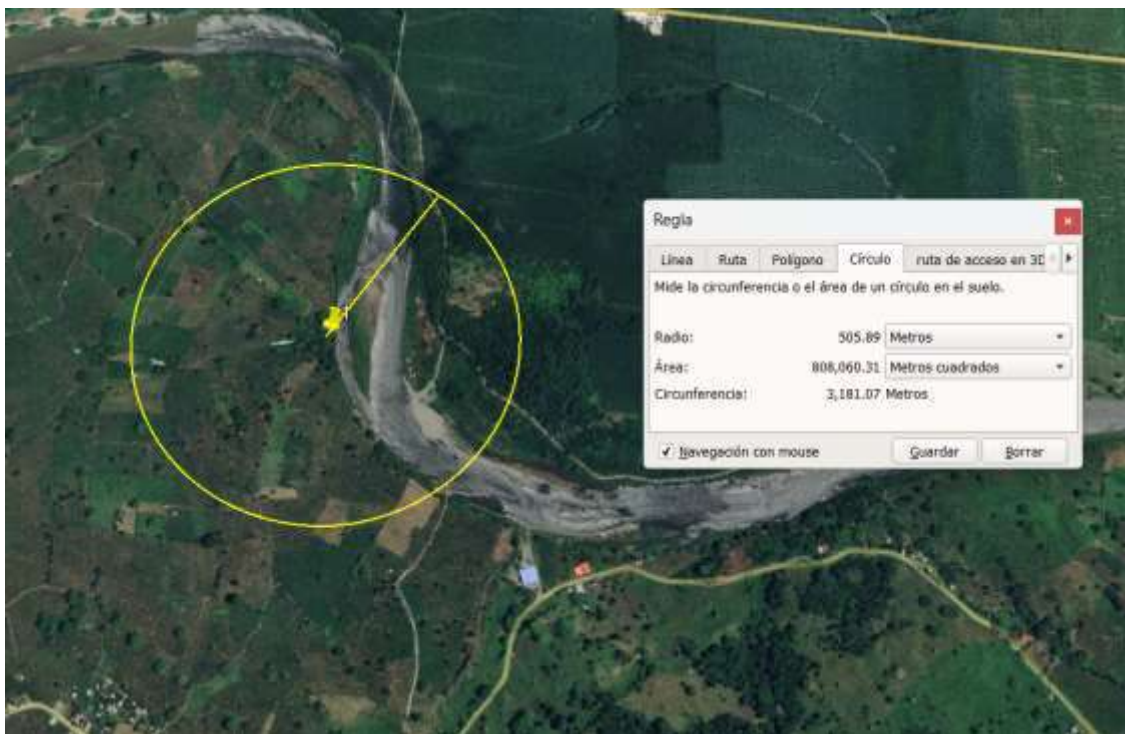 Regla
Línea Ruta Polígono Círculo ruta de acceso en 3D
Mide la circunferencia o el área de un círculo en el suelo.
Radio: 505.89 Metros
Área: 808,060.31 Metros cuadrados
Circunferencia: 3,181.07 Metros
Navegación con mouse Guardar Borrar